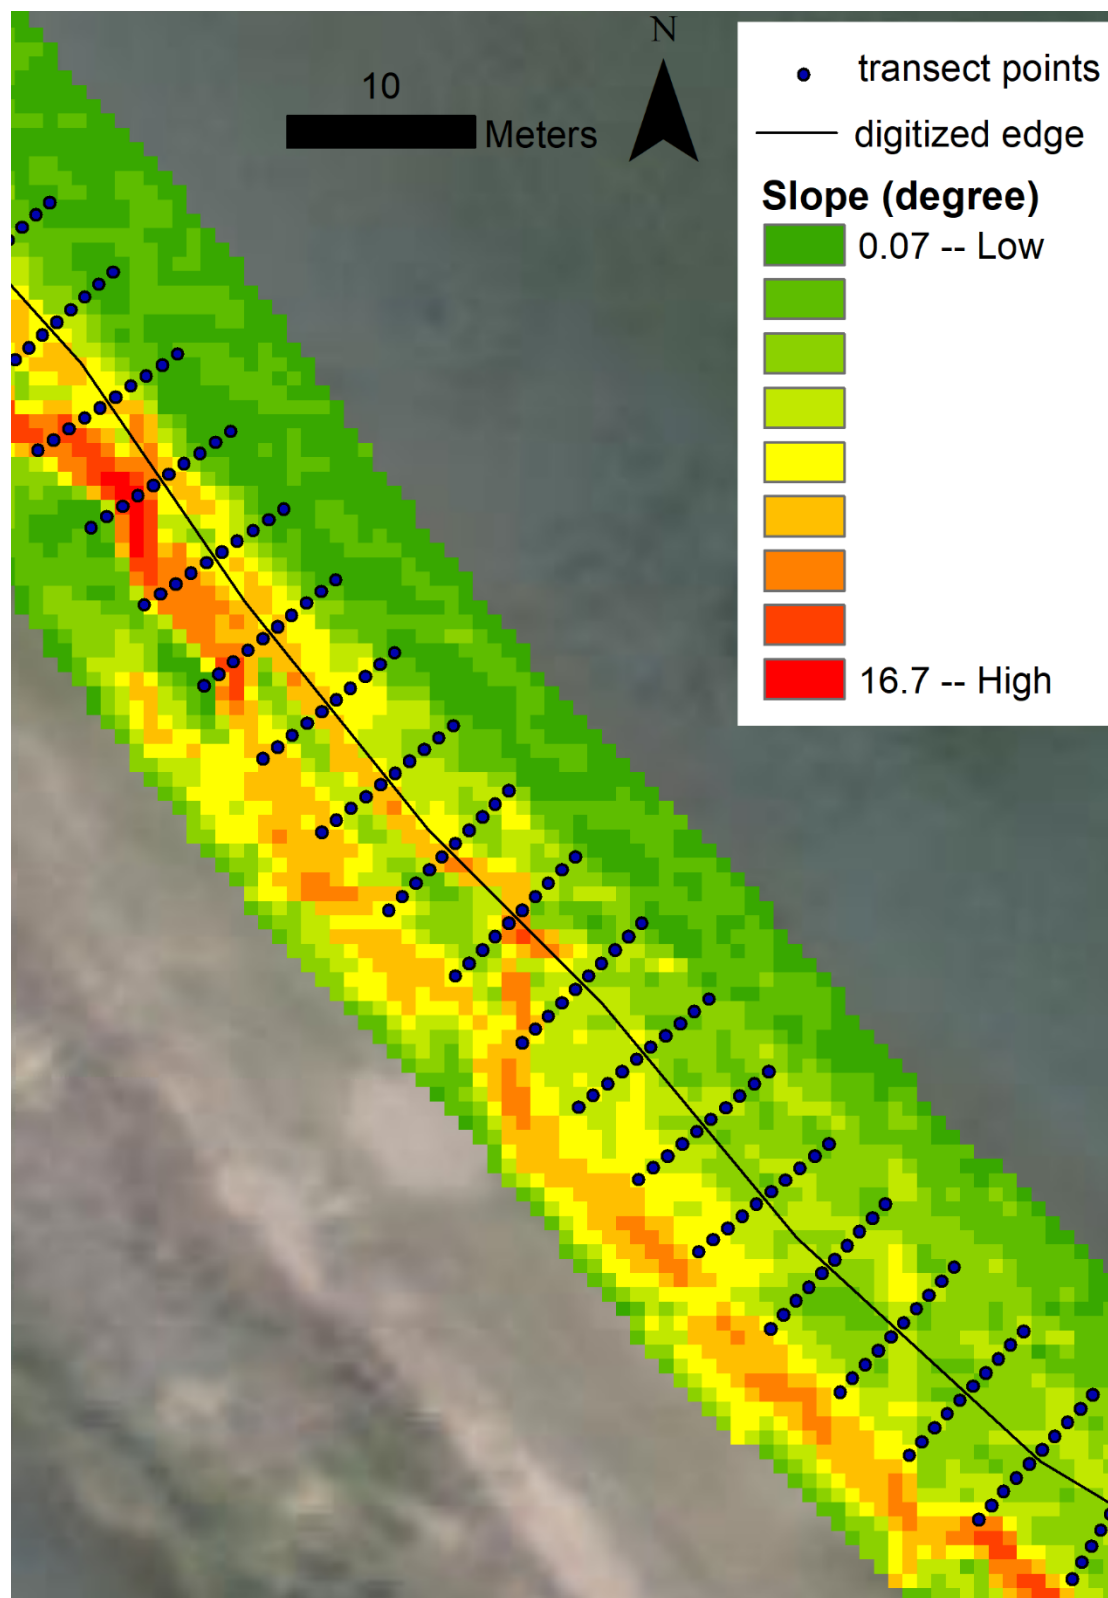 N
10
Meters
transect points
digitized edge
Slope (degree)
0.07 -- Low
16.7 -- High